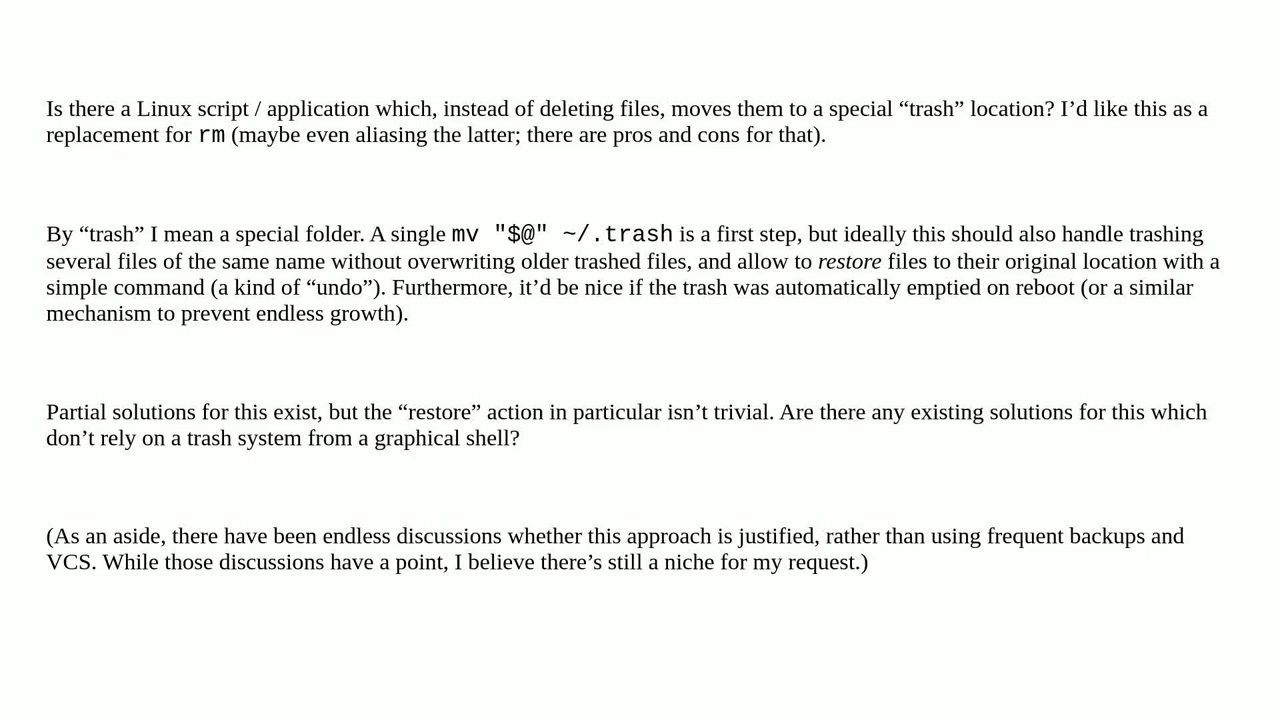 Is there a Linux script / application which, instead of deleting files, moves them to a special “trash” location? I’d like this as a
replacement for rm (maybe even aliasing the latter; there are pros and cons for that).
By “trash” I mean a special folder. A single mv "$@" ~/.trash is a first step, but ideally this should also handle trashing
several files of the same name without overwriting older trashed files, and allow to restore files to their original location with a
simple command (a kind of “undo”). Furthermore, it’d be nice if the trash was automatically emptied on reboot (or a similar
mechanism to prevent endless growth).
Partial solutions for this exist, but the “restore” action in particular isn’t trivial. Are there any existing solutions for this which
don’t rely on a trash system from a graphical shell?
(As an aside, there have been endless discussions whether this approach is justified, rather than using frequent backups and
VCS. While those discussions have a point, I believe there’s still a niche for my request.)